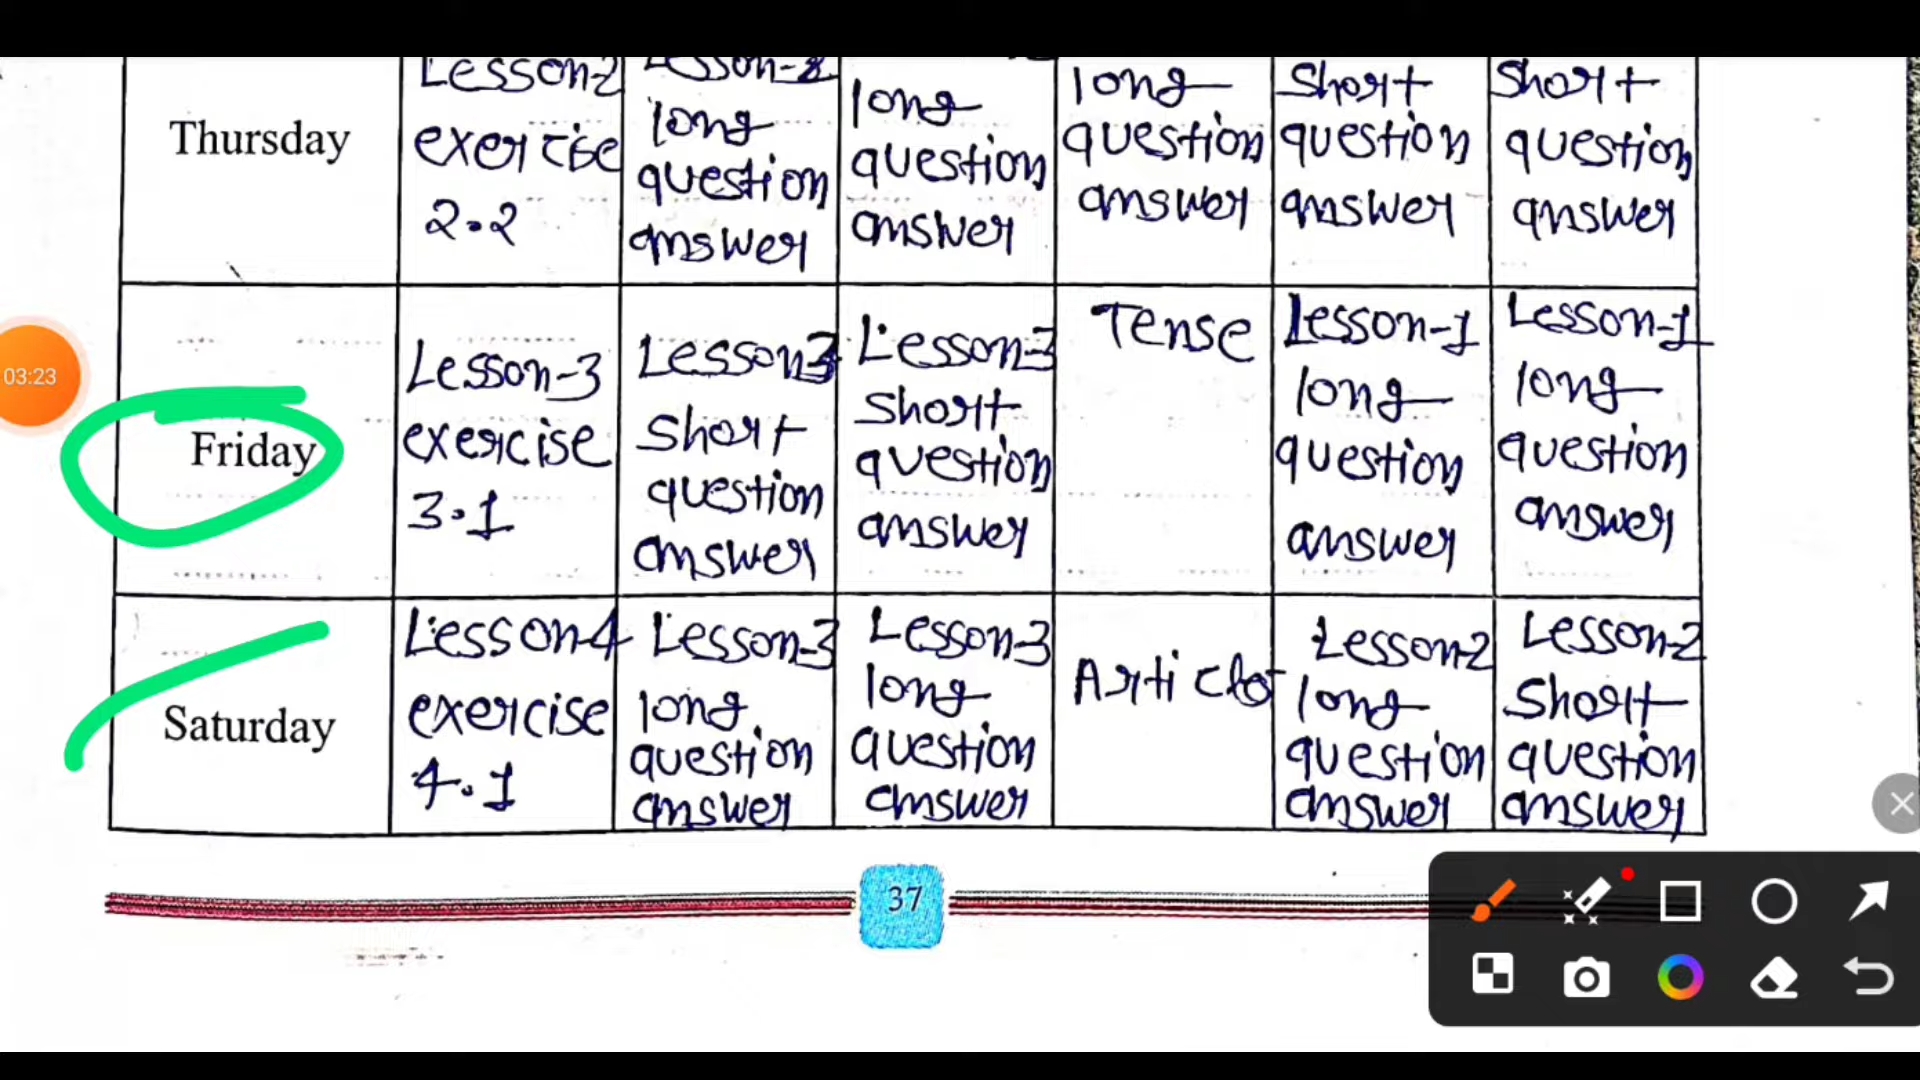 Thursday
Lesson-2
exercise
2.2
Lesson-2
long
question
answer
long
question
answer
long
question
answer
Short
question
answer
Short
question
answer
Friday
Lesson-3
exercise
3.1
Lesson-3
Short
question
answer
Lesson-3
Short
question
answer
Tense
Lesson-1
long
question
answer
Lesson-1
long
question
answer
Saturday
Lesson-4
exercise
4.1
Lesson-3
long
question
answer
Lesson-3
long
question
answer
Article
Lesson-2
long
question
answer
Lesson-2
Short
question
answer
03:23
37